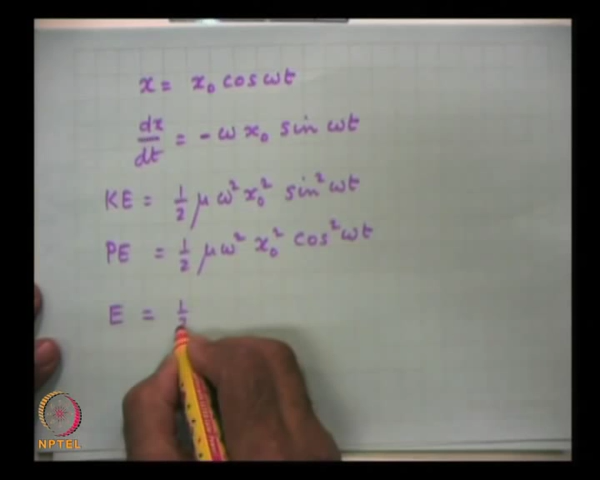 x = x₀ cos ωt
dx/dt = - ω x₀ sin ωt
KE = 1/2 μ ω² x₀² sin² ωt
PE = 1/2 μ ω² x₀² cos² ωt
E = 1/2
NPTEL